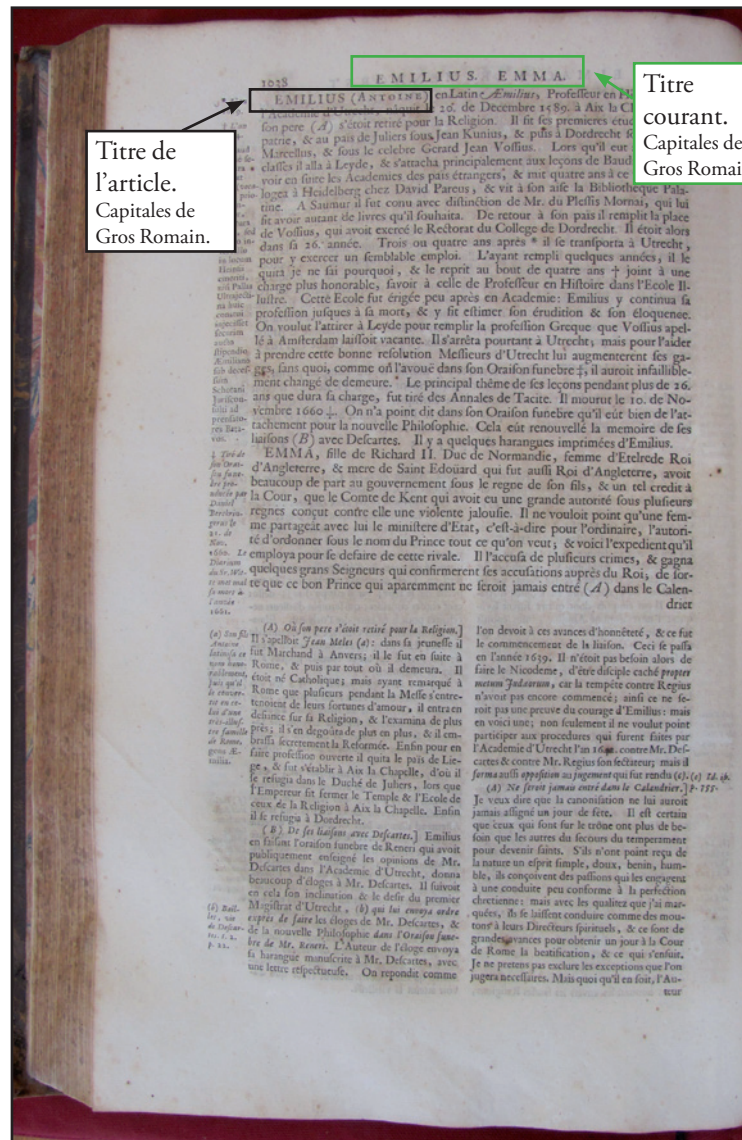 1028
EMILIUS. EMMA.
Titre
courant.
Capitales de
Gros Romai
Titre de
l'article.
Capitales de
Gros Romain.
EMILIUS (ANTOINE) en Latin Æmilius, Professeur en
l'Academie d'Utrecht, nâquit le 20. de Decembre 1589. à Aix la
son pere (A) s'étoit retiré pour la Religion. Il fit ses premieres
patrie, & au païs de Juliers sous Jean Kunius, & puis à Dordrecht
Marcellus, & sous le celebre Gerard Jean Vossius. Lors qu'il eut
classes il alla à Leyde, & s'attacha principalement aux leçons de
voir en suite les Academies des païs étrangers, & mit quatre ans à ce
logea à Heidelberg chez David Pareus, & vit à son aise la Bibliotheque Pala-
tine. A Saumur il fut conu avec distinction de Mr. du Plessis Mornai, qui lui
fit avoir autant de livres qu'il souhaita. De retour à son païs il remplit la place
de Vossius, qui avoit exercé le Rectorat du College de Dordrecht. Il étoit alors
dans sa 26. année. Trois ou quatre ans après * il se transporta à Utrecht,
pour y exercer un semblable emploi. L'ayant rempli quelques années, il le
quita je ne sai pourquoi, & le reprit au bout de quatre ans † joint à une
charge plus honorable, savoir à celle de Professeur en Histoire dans l'Ecole Il-
lustre. Cette Ecole fut érigée peu après en Academie: Emilius y continua sa
profession jusques à sa mort, & y fit estimer son érudition & son éloquence.
On voulut l'attirer à Leyde pour remplir la profession Greque que Vossius apel-
lé à Amsterdam laissoit vacante. Il s'arrêta pourtant à Utrecht; mais pour l'aider
à prendre cette bonne resolution Messieurs d'Utrecht lui augmenterent ses ga-
ges, sans quoi, comme on l'avouë dans son Oraison funebre ‡, il auroit infaillible-
ment changé de demeure. Le principal thême de ses leçons pendant plus de 26.
ans que dura sa charge, fut tiré des Annales de Tacite. Il mourut le 10. de No-
vembre 1660 ⸸. On n'a point dit dans son Oraison funebre qu'il eût bien de l'at-
tachement pour la nouvelle Philosophie. Cela eût renouvellé la memoire de ses
liaisons (B) avec Descartes. Il y a quelques harangues imprimées d'Emilius.
EMMA, fille de Richard II. Duc de Normandie, femme d'Etelrede Roi
d'Angleterre, & mere de Saint Edoüard qui fut aussi Roi d'Angleterre, avoit
beaucoup de part au gouvernement sous le regne de son fils, & un tel credit à
la Cour, que le Comte de Kent qui avoit eu une grande autorité sous plusieurs
regnes conçut contre elle une violente jalousie. Il ne vouloit point qu'une fem-
me partageât avec lui le ministere d'Etat, c'est-à-dire pour l'ordinaire, l'autori-
té d'ordonner sous le nom du Prince tout ce qu'on veut; & voici l'expedient qu'il
employa pour se defaire de cette rivale. Il l'accusa de plusieurs crimes, & gagna
quelques grans Seigneurs qui confirmerent ses accusations auprès du Roi; de sor-
te que ce bon Prince qui aparemment ne seroit jamais entré (A) dans le Calen-
drier
(A) Où son pere s'étoit retiré pour la Religion.]
Il s'apelloit Jean Meles (a): dans sa jeunesse il
fut Marchand à Anvers; il le fut en suite à
Rome, & puis par tout où il demeura. Il
étoit né Catholique; mais ayant remarqué à
Rome que plusieurs pendant la Messe s'entre-
tenoient de leurs fortunes d'amour, il entra en
defiance sur sa Religion, & l'examina de plus
près; il s'en degoûta de plus en plus, & il em-
brassa secretement la Reformée. Enfin pour en
faire profession ouverte il quita le païs de Lie-
ge, & fut s'établir à Aix la Chapelle, d'où il
se refugia dans le Duché de Juliers, lors que
l'Empereur fit fermer le Temple & l'Ecole de
ceux de la Religion à Aix la Chapelle. Enfin
il se refugia à Dordrecht.
(B) De ses liaisons avec Descartes.] Emilius
en faisant l'oraison funebre de Reneri qui avoit
publiquement enseigné les opinions de Mr.
Descartes dans l'Academie d'Utrecht, donna
beaucoup d'éloges à Mr. Descartes. Il suivoit
en cela son inclination & le desir du premier
Magistrat d'Utrecht, (b) qui lui envoya ordre
exprès de faire les éloges de Mr. Descartes, &
de la nouvelle Philosophie dans l'Oraison fune-
bre de Mr. Reneri. L'Auteur de l'éloge envoya
sa harangue manuscrite à Mr. Descartes, avec
une lettre respectueuse. On repondit comme
l'on devoit à ces avances d'honnêteté, & ce fut
le commencement de la liaison. Ceci se passa
en l'année 1639. Il n'étoit pas besoin alors de
faire le Nicodeme, d'être disciple caché propter
metum Judæorum, car la tempête contre Regius
n'avoit pas encore commencé; ainsi ce ne se-
roit pas une preuve du courage d'Emilius: mais
en voici une; non seulement il ne voulut point
participer aux procedures qui furent faites par
l'Academie d'Utrecht l'an contre Mr. Des-
cartes & contre Mr. Regius son sectateur; mais il
forma aussi opposition au jugement qui fut rendu (c).
(A) Ne seroit jamais entré dans le Calandrier.]
Je veux dire que la canonisation ne lui auroit
jamais assigné un jour de fête. Il est certain
que ceux qui sont sur le trône ont plus de be-
soin que les autres du secours du temperament
pour devenir saints. S'ils n'ont point reçu de
la nature un esprit simple, doux, benin, hum-
ble, ils conçoivent des passions qui les engagent
à une conduite peu conforme à la perfection
chretienne: mais avec les qualitez que j'ai mar-
quées, ils se laissent conduire comme des mou-
tons à leurs Directeurs spirituels, & ce sont de
grandes avances pour obtenir un jour à la Cour
de Rome la beatification, & ce qui s'ensuit.
Je ne pretens pas exclure les exceptions que l'on
jugera necessaires. Mais quoi qu'il en soit, l'Au-
teur
(c) Id. ib.
p. 255.
(b) Bail-
let, vie
de Descar-
tes. t. 2.
p. 22.